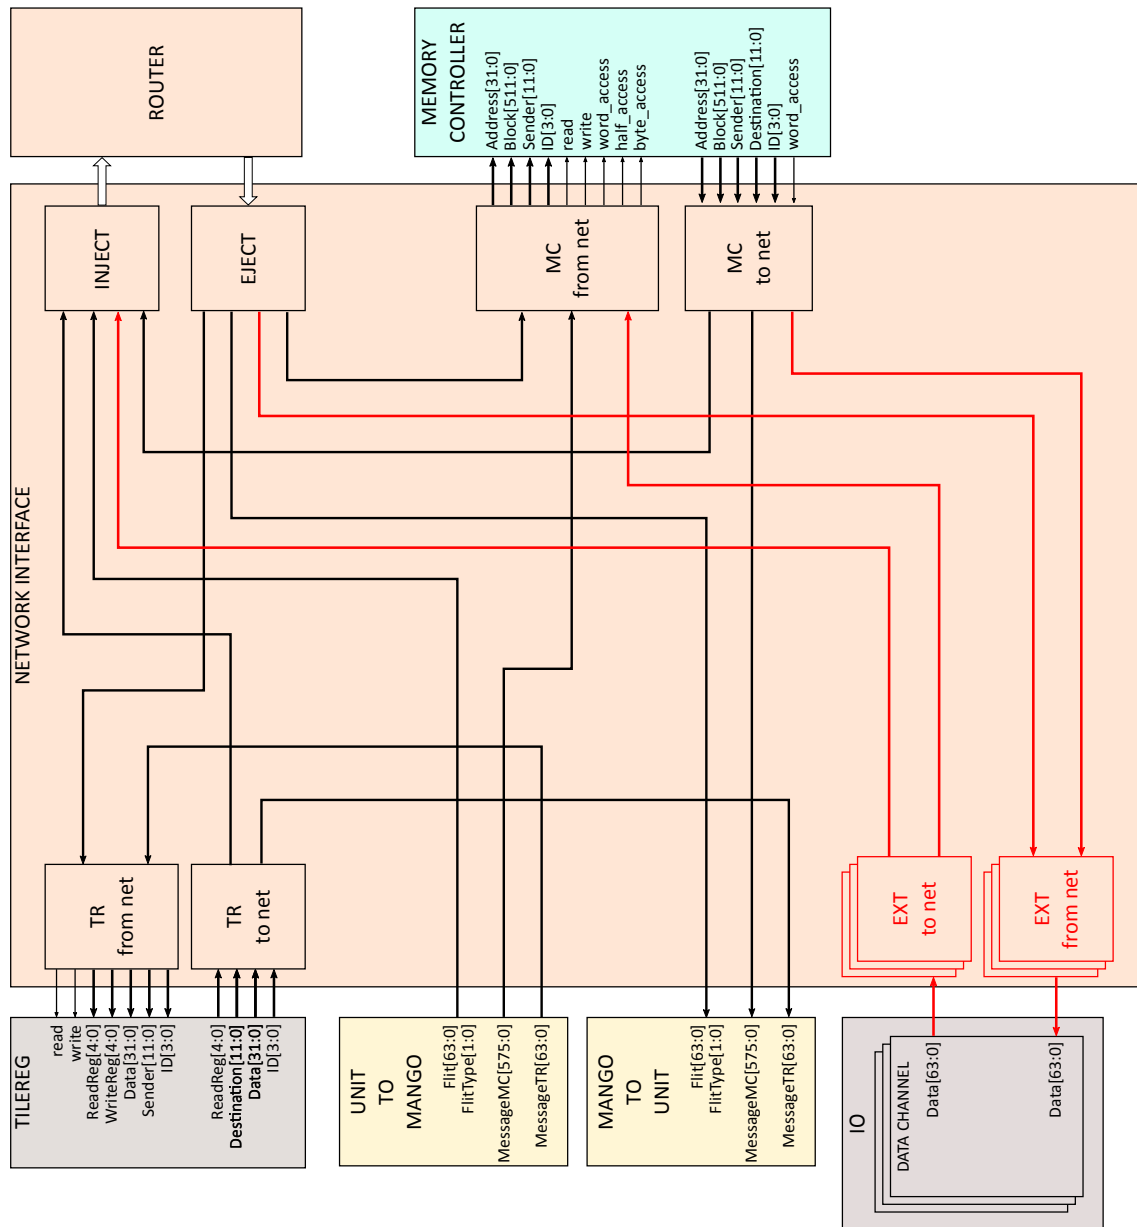 ROUTER
MEMORY
CONTROLLER
Address[31:0]
Block[511:0]
Sender[11:0]
ID[3:0]
read
write
word_access
half_access
byte_access
Address[31:0]
Block[511:0]
Sender[11:0]
Destination[11:0]
ID[3:0]
word_access
NETWORK INTERFACE
INJECT
EJECT
MC
from net
MC
to net
TR
from net
TR
to net
EXT
to net
EXT
from net
TILEREG
read
write
ReadReg[4:0]
WriteReg[4:0]
Data[31:0]
Sender[11:0]
ID[3:0]
ReadReg[4:0]
Destination[11:0]
Data[31:0]
ID[3:0]
UNIT
TO
MANGO
Flit[63:0]
FlitType[1:0]
MessageMC[575:0]
MessageTR[63:0]
MANGO
TO
UNIT
Flit[63:0]
FlitType[1:0]
MessageMC[575:0]
MessageTR[63:0]
IO
DATA CHANNEL
Data[63:0]
Data[63:0]